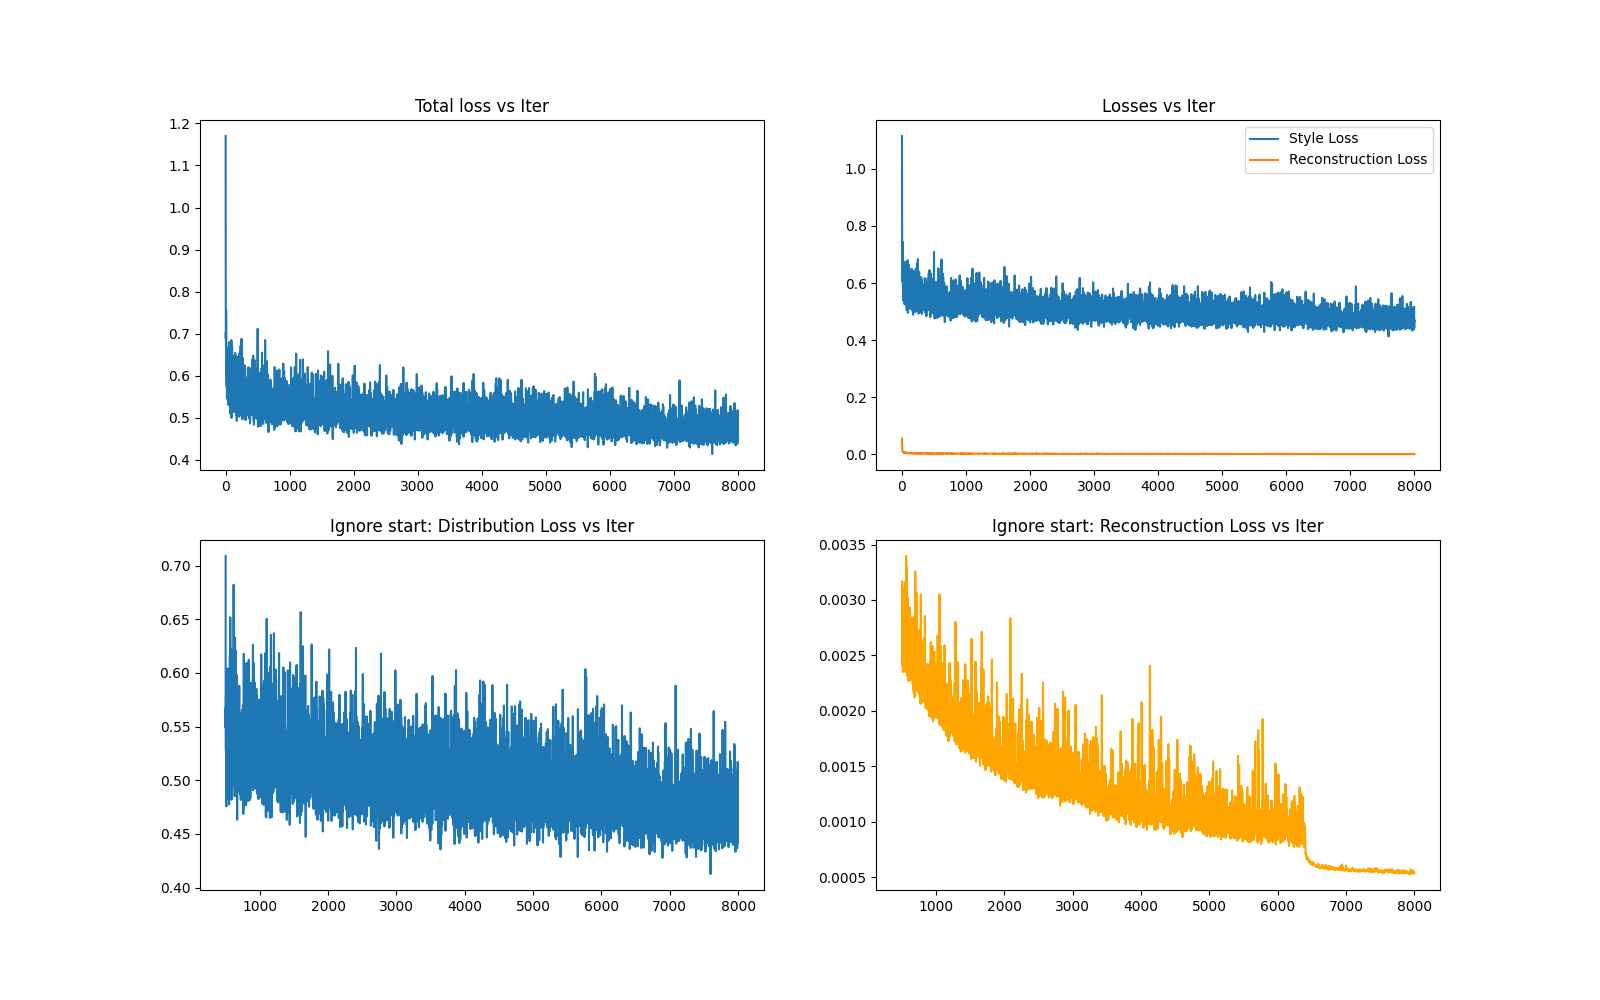 Total loss vs Iter
1.2
1.1
1.0
0.9
0.8
0.7
0.6
0.5
0.4
0 1000 2000 3000 4000 5000 6000 7000 8000
Losses vs Iter
Style Loss
Reconstruction Loss
1.0
0.8
0.6
0.4
0.2
0.0
0 1000 2000 3000 4000 5000 6000 7000 8000
Ignore start: Distribution Loss vs Iter
0.70
0.65
0.60
0.55
0.50
0.45
0.40
1000 2000 3000 4000 5000 6000 7000 8000
Ignore start: Reconstruction Loss vs Iter
0.0035
0.0030
0.0025
0.0020
0.0015
0.0010
0.0005
1000 2000 3000 4000 5000 6000 7000 8000